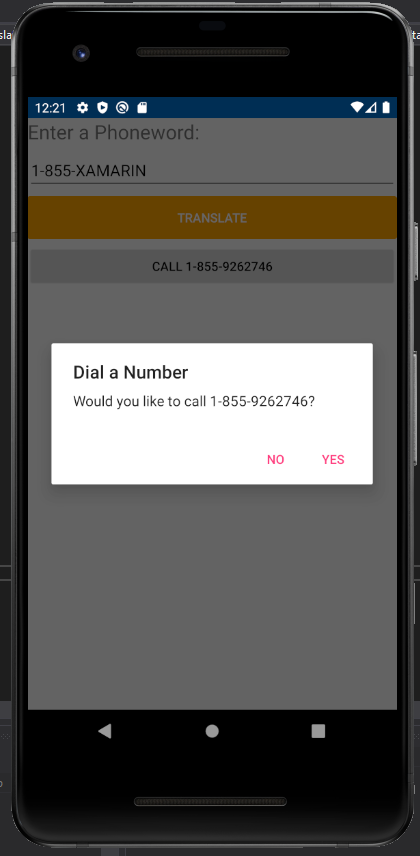 12:21
Enter a Phoneword:
1-855-XAMARIN
TRANSLATE
CALL 1-855-9262746
Dial a Number
Would you like to call 1-855-9262746?
NO YES